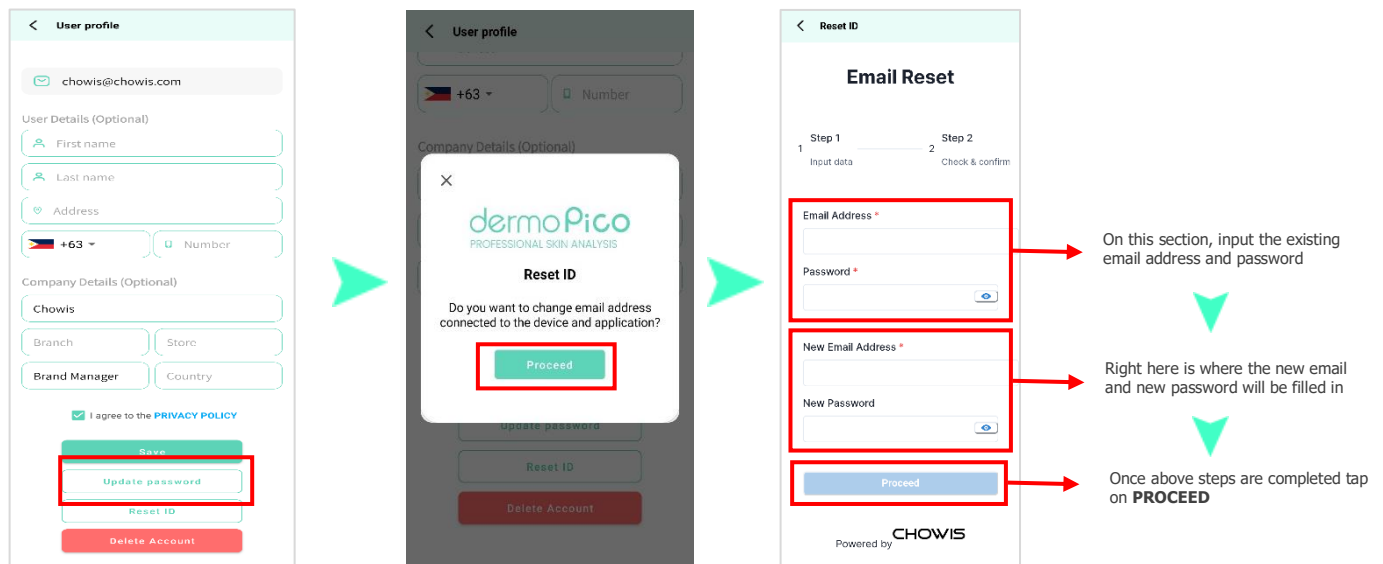 User profile
chowis@chowis.com
User Details (Optional)
First name
Last name
Address
+63
Number
Company Details (Optional)
Chowis
Branch
Store
Brand Manager
Country
I agree to the PRIVACY POLICY
Save
Update password
Reset ID
Delete Account
User profile
+63
Number
Company Details (Optional)
dermoPico
PROFESSIONAL SKIN ANALYSIS
Reset ID
Do you want to change email address
connected to the device and application?
Proceed
Update password
Reset ID
Delete Account
Reset ID
Email Reset
1
Step 1
Input data
2
Step 2
Check & confirm
Email Address *
Password *
New Email Address *
New Password
Proceed
Powered by CHOWIS
On this section, input the existing
email address and password
Right here is where the new email
and new password will be filled in
Once above steps are completed tap
on PROCEED